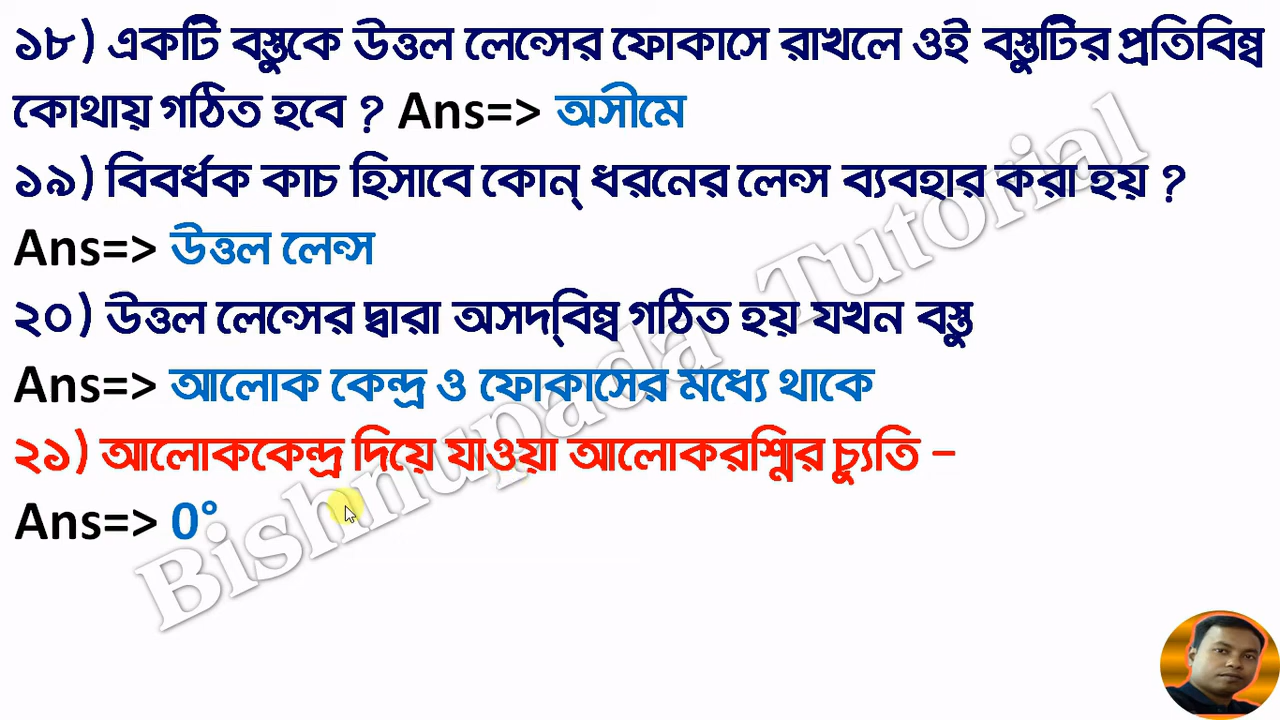 ১৮) একটি বস্তুকে উত্তল লেন্সের ফোকাসে রাখলে ওই বস্তুটির প্রতিবিম্ব
কোথায় গঠিত হবে ? Ans=> অসীমে
১৯) বিবর্ধক কাচ হিসাবে কোন্ ধরনের লেন্স ব্যবহার করা হয় ?
Ans=> উত্তল লেন্স
২০) উত্তল লেন্সের দ্বারা অসদ্‌বিম্ব গঠিত হয় যখন বস্তু
Ans=> আলোক কেন্দ্র ও ফোকাসের মধ্যে থাকে
২১) আলোককেন্দ্র দিয়ে যাওয়া আলোকরশ্মির চ্যুতি –
Ans=> 0°
Bishnupada Tutorial